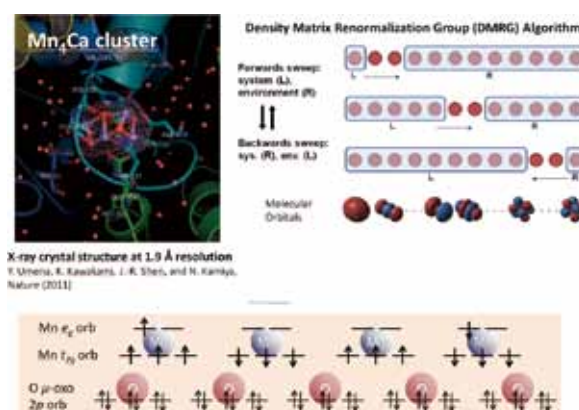 Mn₄Ca cluster
Density Matrix Renormalization Group (DMRG) Algorithm
Forwards sweep:
system (L),
environment (R)
Backwards sweep:
sys. (R), env. (L)
L
R
L
R
L
R
Molecular
Orbitals
X-ray crystal structure at 1.9 Å resolution
Y. Umena, K. Kawakami, J.-R. Shen, and N. Kamiya,
Nature (2011)
Mn e_g orb
Mn t_2g orb
O μ-oxo
2p orb